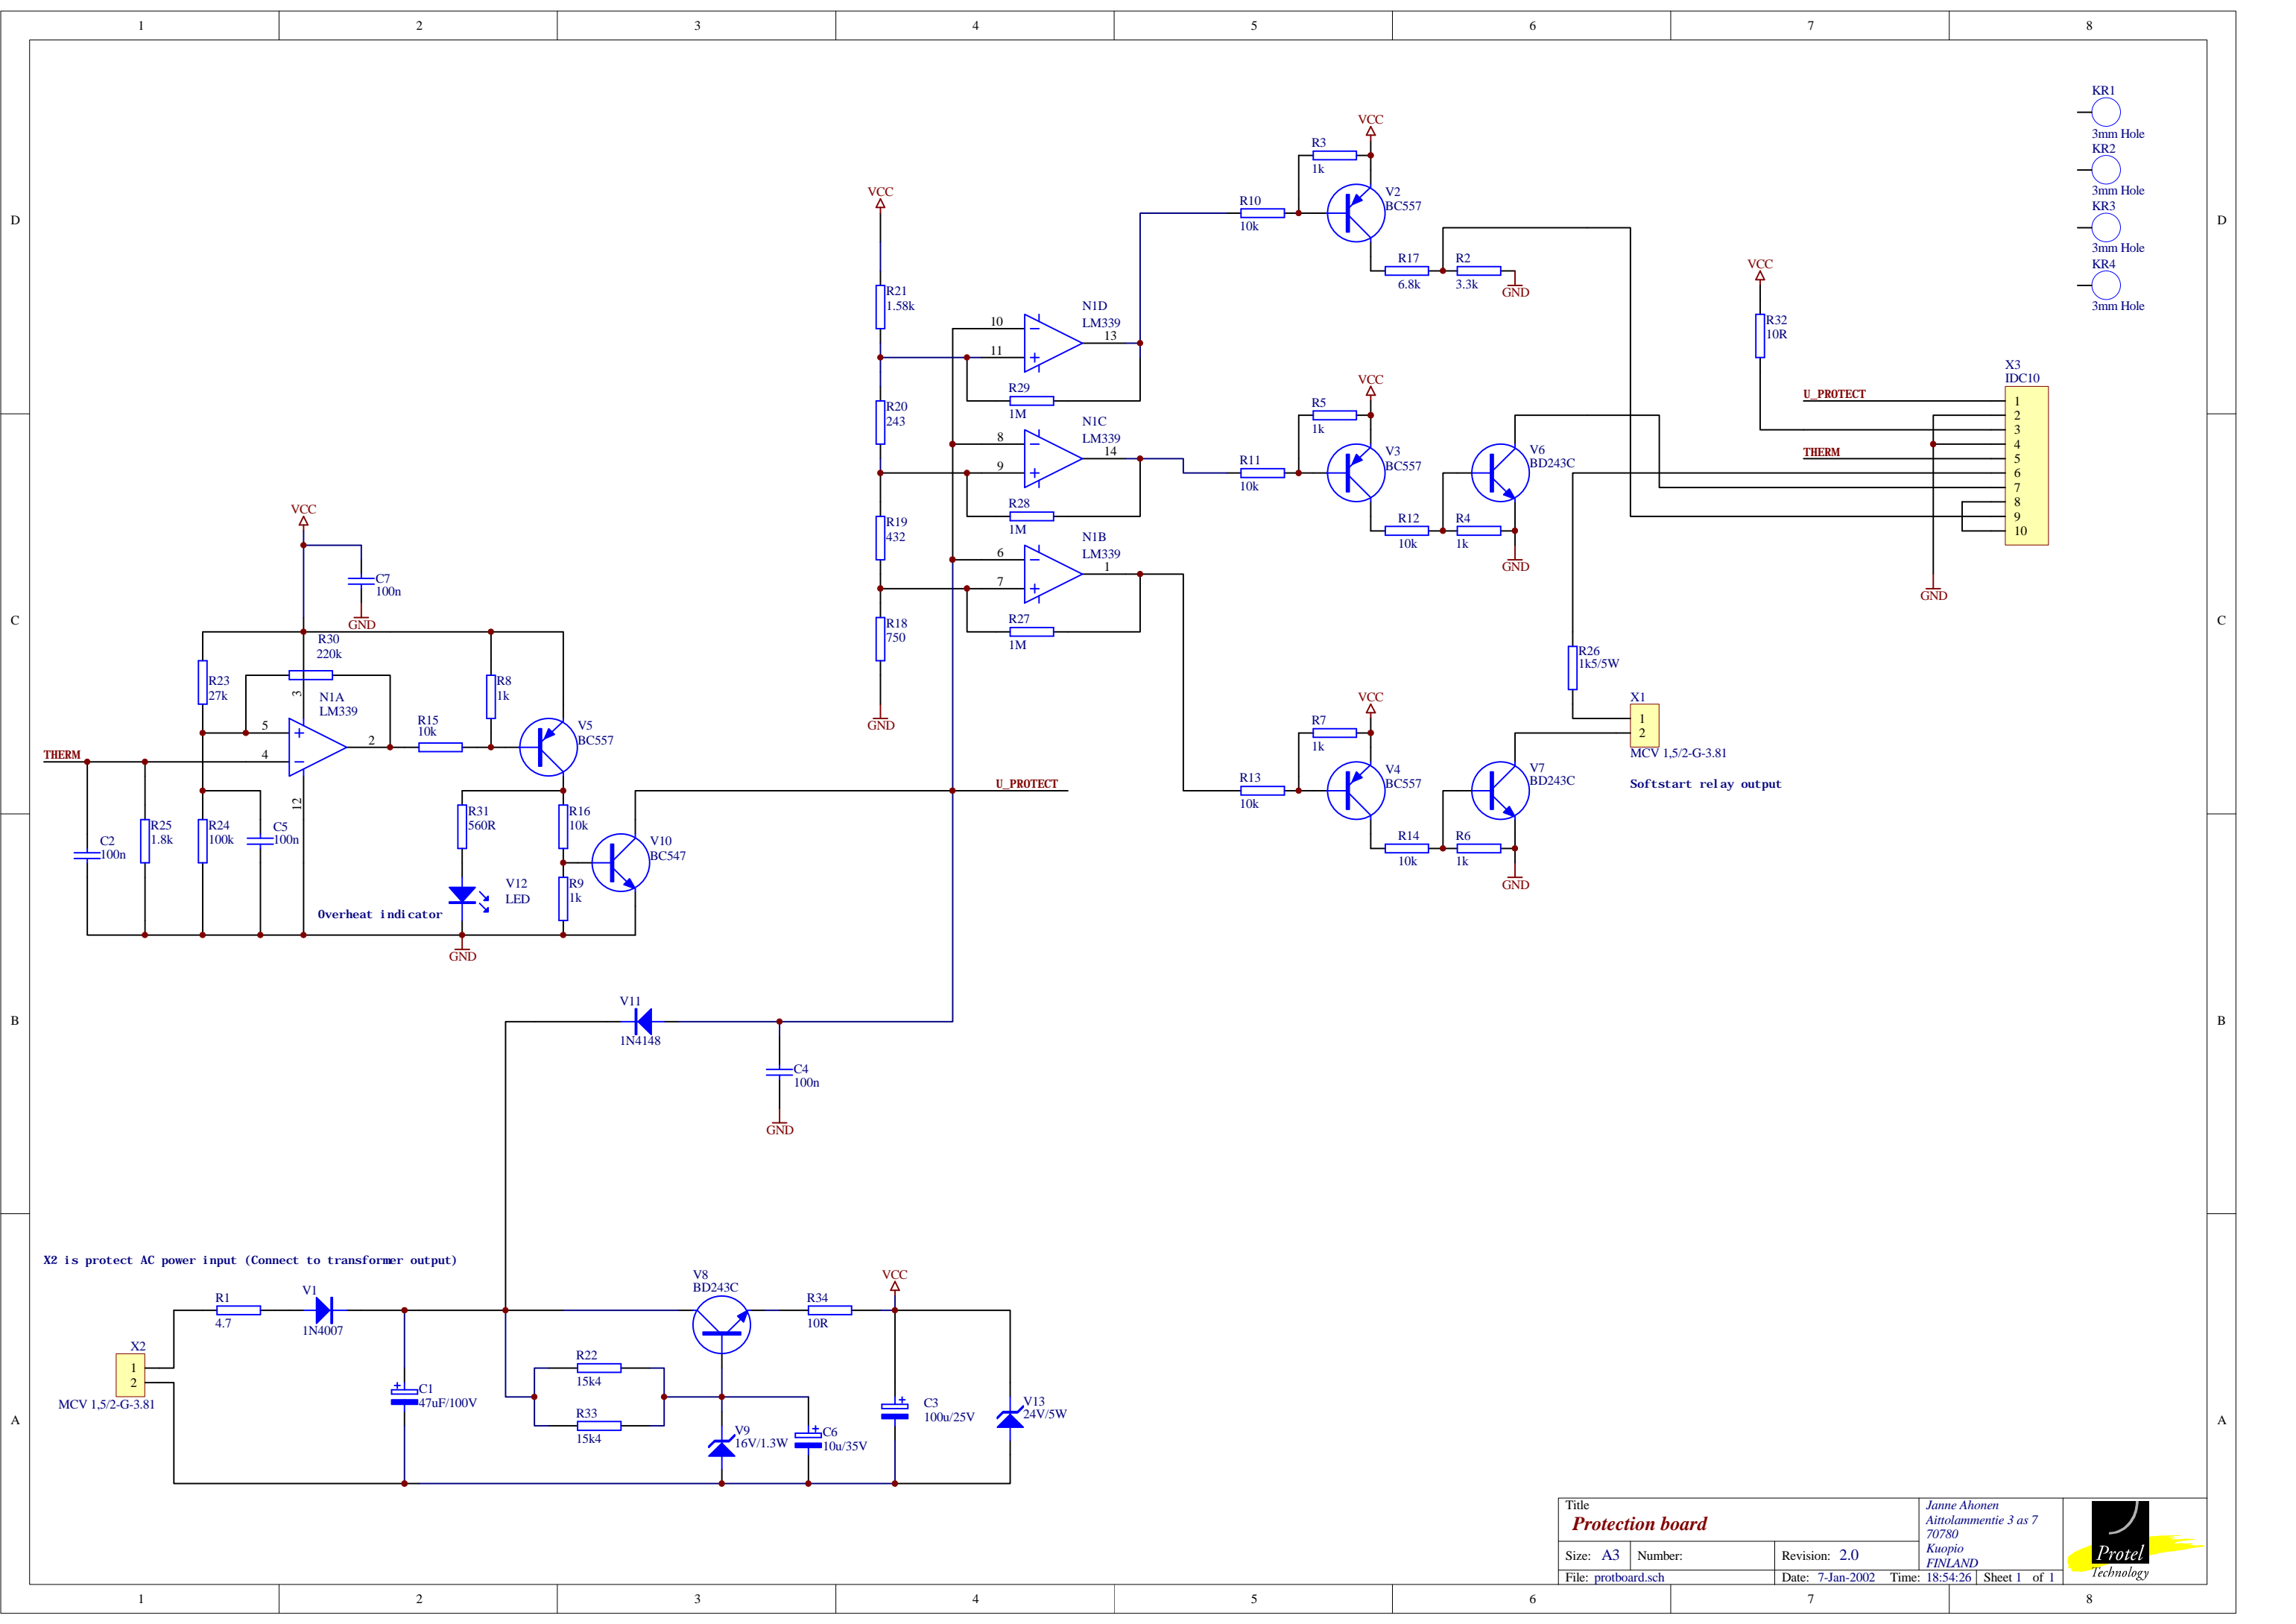 1 2 3 4 5 6 7 8
KR1
3mm Hole
KR2
3mm Hole
KR3
3mm Hole
KR4
3mm Hole
D
D
VCC
R3
1k
V2
BC557
R10
10k
R17
6.8k
R2
3.3k
GND
VCC
R21
1.58k
N1D
LM339
10
11
13
R29
1M
R20
243
N1C
LM339
8
9
14
R28
1M
R19
432
N1B
LM339
6
7
1
R27
1M
R18
750
GND
VCC
R5
1k
V3
BC557
R11
10k
V6
BD243C
R12
10k
R4
1k
GND
VCC
R32
10R
X3
IDC10
U_PROTECT
THERM
1
2
3
4
5
6
7
8
9
10
GND
C
C
VCC
C7
100n
GND
R30
220k
R23
27k
3
N1A
LM339
5
4
2
12
R15
10k
R8
1k
V5
BC557
THERM
C2
100n
R25
1.8k
R24
100k
C5
100n
R31
560R
R16
10k
V10
BC547
V12
LED
R9
1k
Overheat indicator
GND
U_PROTECT
R26
1k5/5W
X1
1
2
MCV 1,5/2-G-3.81
Softstart relay output
VCC
R7
1k
V4
BC557
R13
10k
V7
BD243C
R14
10k
R6
1k
GND
B
B
V11
1N4148
C4
100n
GND
X2 is protect AC power input (Connect to transformer output)
R1
4.7
V1
1N4007
V8
BD243C
R34
10R
VCC
X2
1
2
MCV 1,5/2-G-3.81
C1
47uF/100V
R22
15k4
R33
15k4
V9
16V/1.3W
C6
10u/35V
C3
100u/25V
V13
24V/5W
A
A
Title
Protection board
Size: A3 Number: Revision: 2.0
File: protboard.sch Date: 7-Jan-2002 Time: 18:54:26 Sheet 1 of 1
Janne Ahonen
Aittolammentie 3 as 7
70780
Kuopio
FINLAND
Protel
Technology
1 2 3 4 5 6 7 8